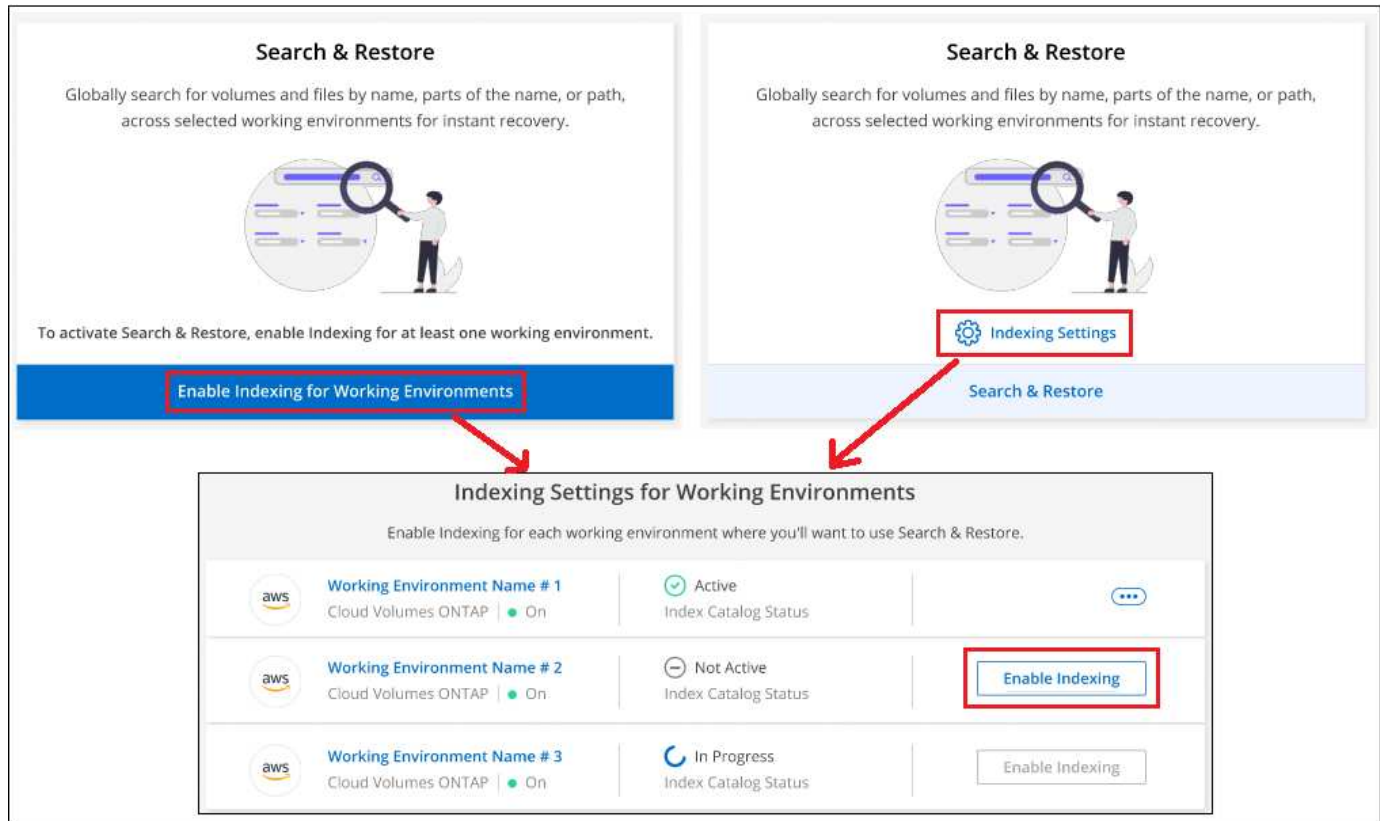 Search & Restore
Globally search for volumes and files by name, parts of the name, or path,
across selected working environments for instant recovery.
To activate Search & Restore, enable Indexing for at least one working environment.
Enable Indexing for Working Environments
Search & Restore
Globally search for volumes and files by name, parts of the name, or path,
across selected working environments for instant recovery.
Indexing Settings
Search & Restore
Indexing Settings for Working Environments
Enable Indexing for each working environment where you'll want to use Search & Restore.
aws
Working Environment Name # 1
Cloud Volumes ONTAP | On
Active
Index Catalog Status
aws
Working Environment Name # 2
Cloud Volumes ONTAP | On
Not Active
Index Catalog Status
Enable Indexing
aws
Working Environment Name # 3
Cloud Volumes ONTAP | On
In Progress
Index Catalog Status
Enable Indexing